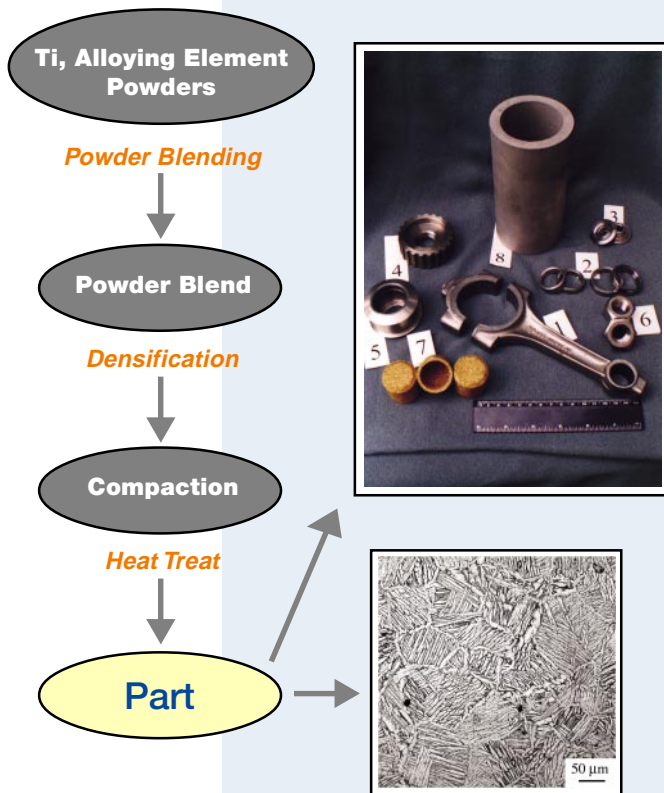 Ti, Alloying Element
Powders
Powder Blending
Powder Blend
Densification
Compaction
Heat Treat
Part
3
8
2
4
6
1
5
7
50 µm